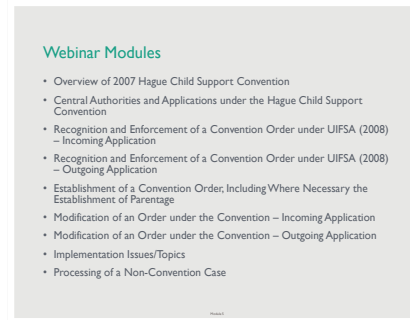 Webinar Modules
• Overview of 2007 Hague Child Support Convention
• Central Authorities and Applications under the Hague Child Support
Convention
• Recognition and Enforcement of a Convention Order under UIFSA (2008)
– Incoming Application
• Recognition and Enforcement of a Convention Order under UIFSA (2008)
– Outgoing Application
• Establishment of a Convention Order, Including Where Necessary the
Establishment of Parentage
• Modification of an Order under the Convention – Incoming Application
• Modification of an Order under the Convention – Outgoing Application
• Implementation Issues/Topics
• Processing of a Non-Convention Case